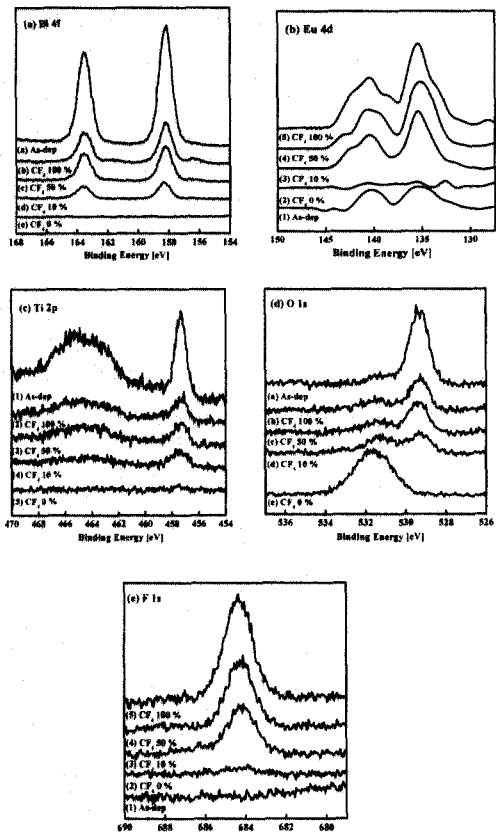 (a) Bi 4f
(a) As-dep
(b) CF4 100 %
(c) CF4 50 %
(d) CF4 10 %
(e) CF4 0 %
168 166 164 162 160 158 156 154
Binding Energy [eV]
(b) Eu 4d
(5) CF4 100 %
(4) CF4 50 %
(3) CF4 10 %
(2) CF4 0 %
(1) As-dep
150 145 140 135 130
Binding Energy [eV]
(c) Ti 2p
(1) As-dep
(2) CF4 100 %
(3) CF4 50 %
(4) CF4 10 %
(5) CF4 0 %
470 468 466 464 462 460 458 456 454
Binding Energy [eV]
(d) O 1s
(a) As-dep
(b) CF4 100 %
(c) CF4 50 %
(d) CF4 10 %
(e) CF4 0 %
536 534 532 530 528 526
Binding Energy [eV]
(e) F 1s
(5) CF4 100 %
(4) CF4 50 %
(3) CF4 10 %
(2) CF4 0 %
(1) As-dep
690 688 686 684 682 680
Binding Energy [eV]